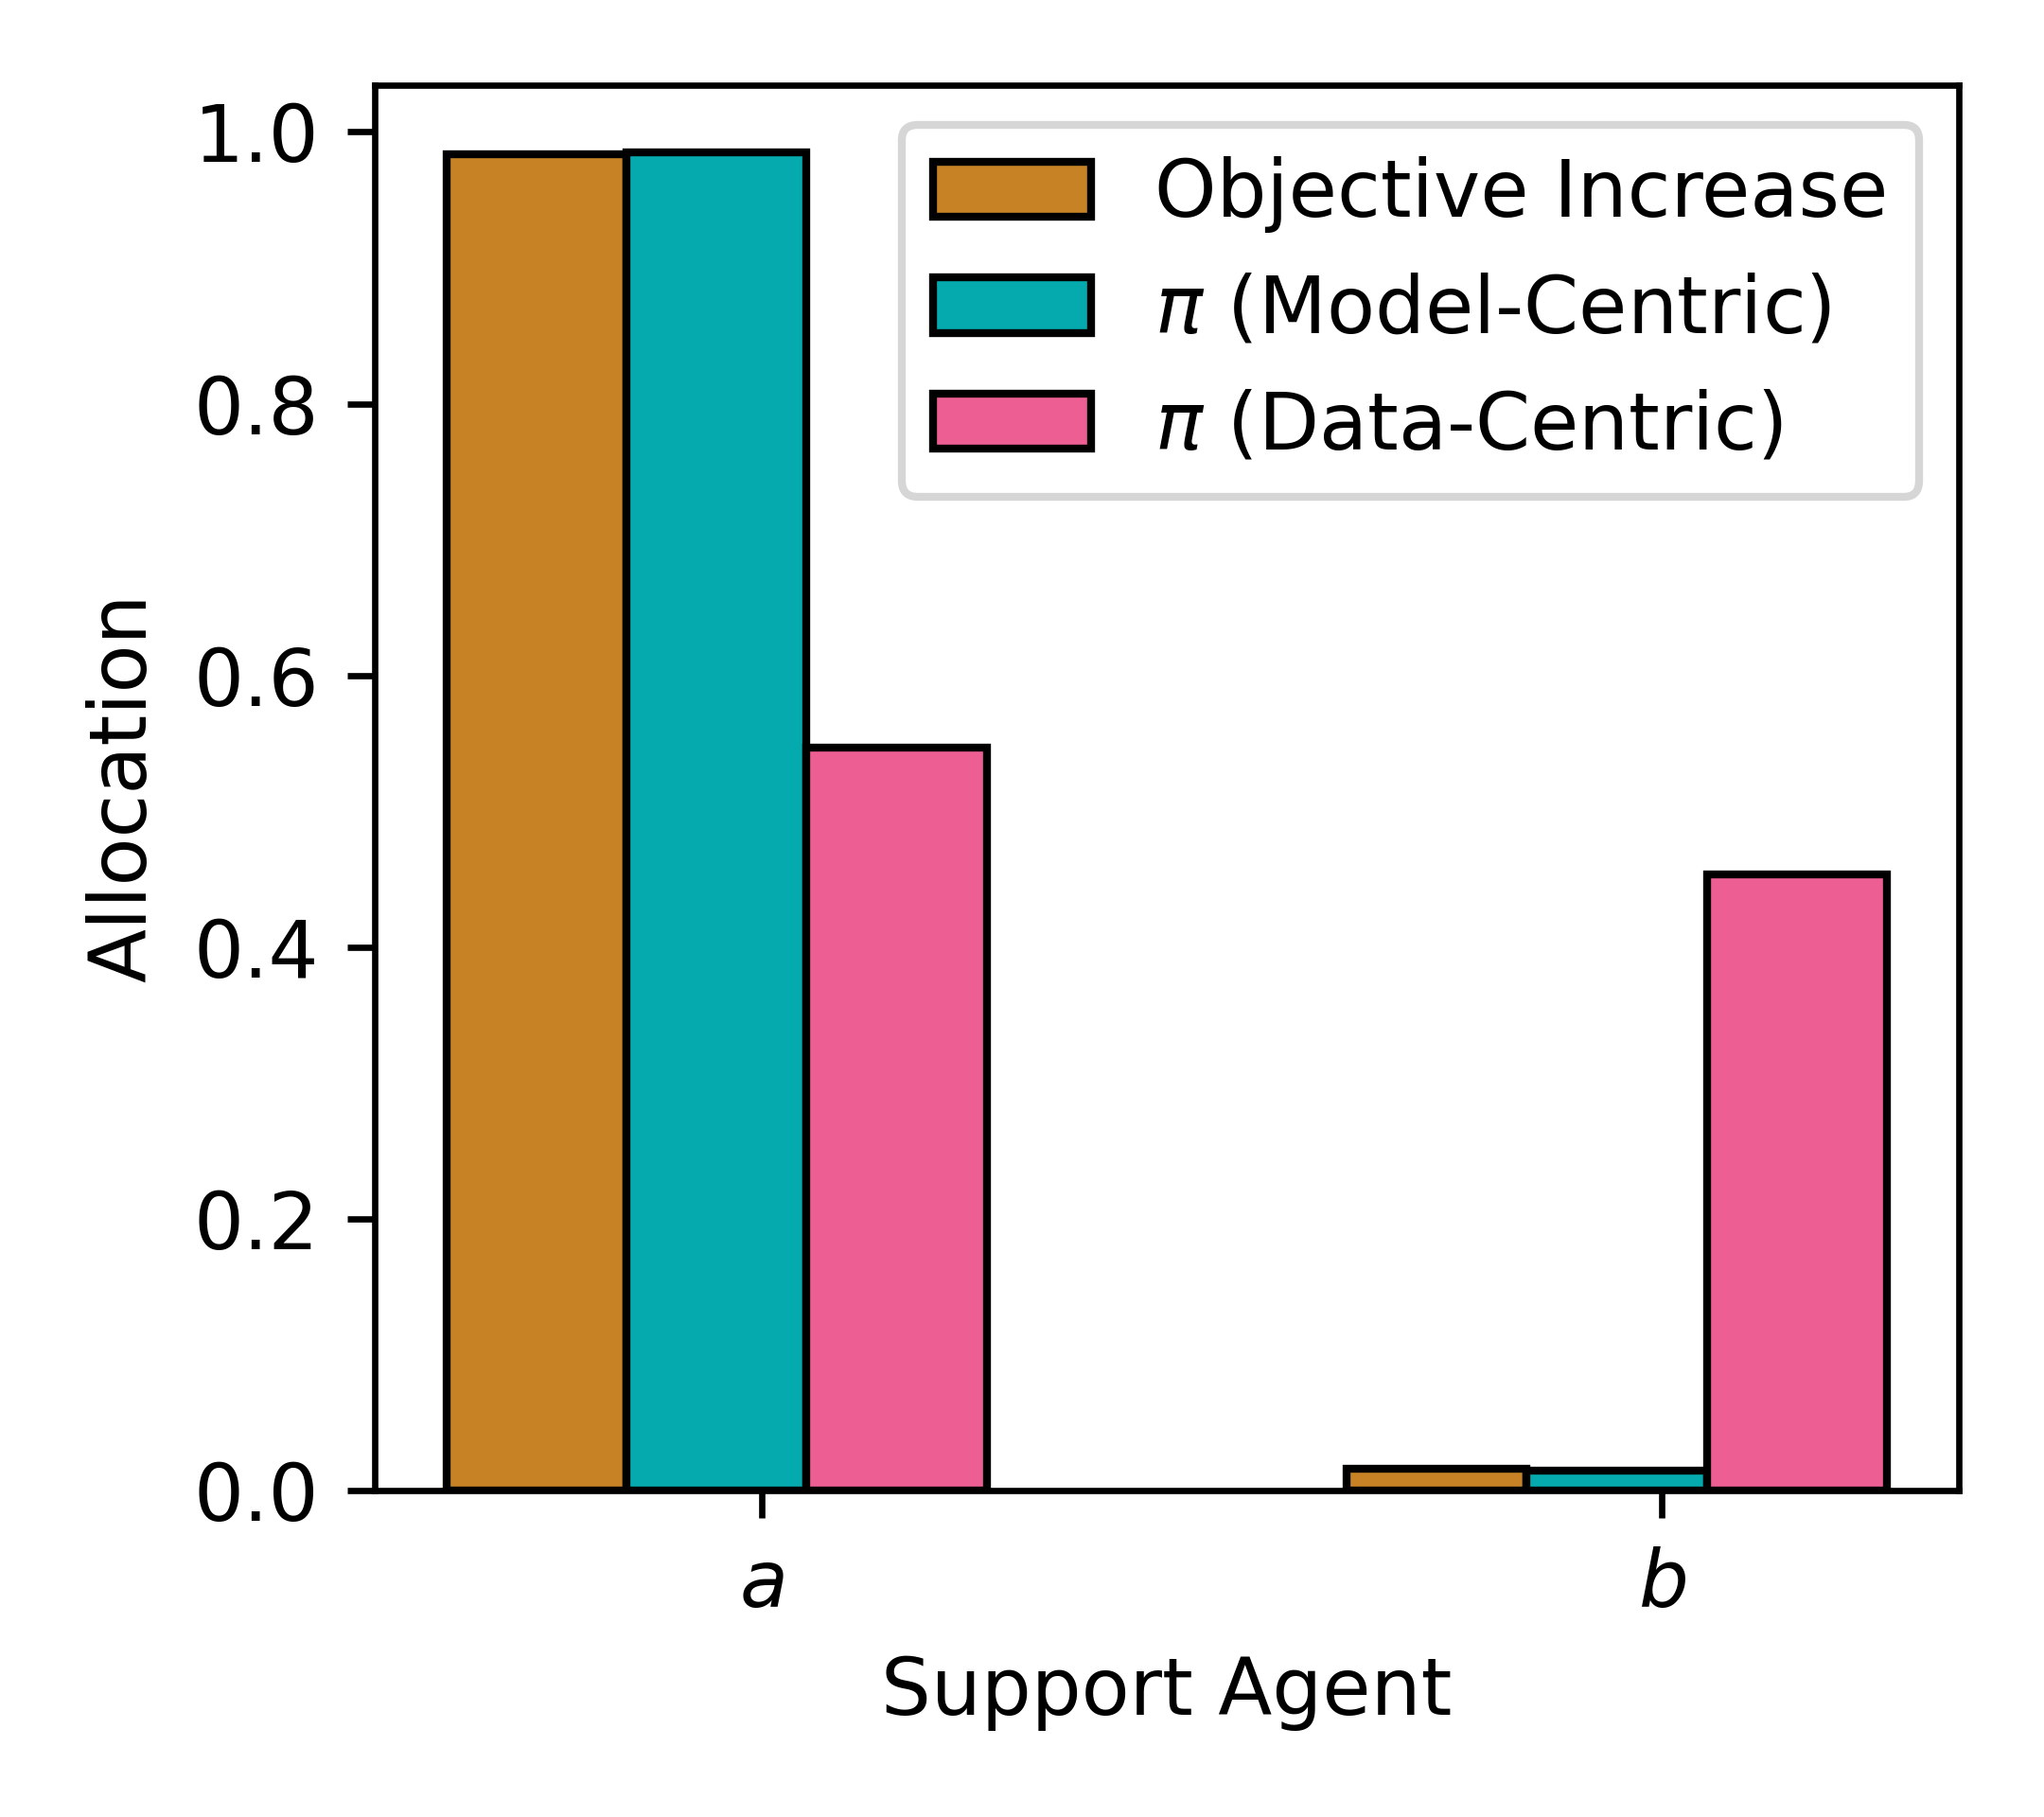 Objective Increase
π (Model-Centric)
π (Data-Centric)
1.0
0.8
0.6
0.4
0.2
0.0
Allocation
a
b
Support Agent